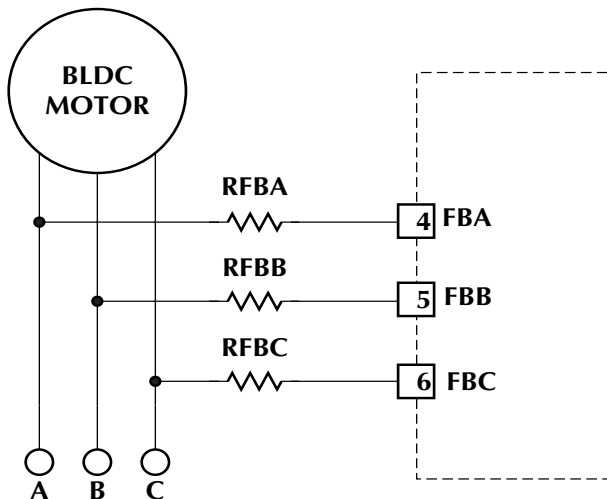 BLDC
MOTOR
RFBA
4 FBA
RFBB
5 FBB
RFBC
6 FBC
A B C